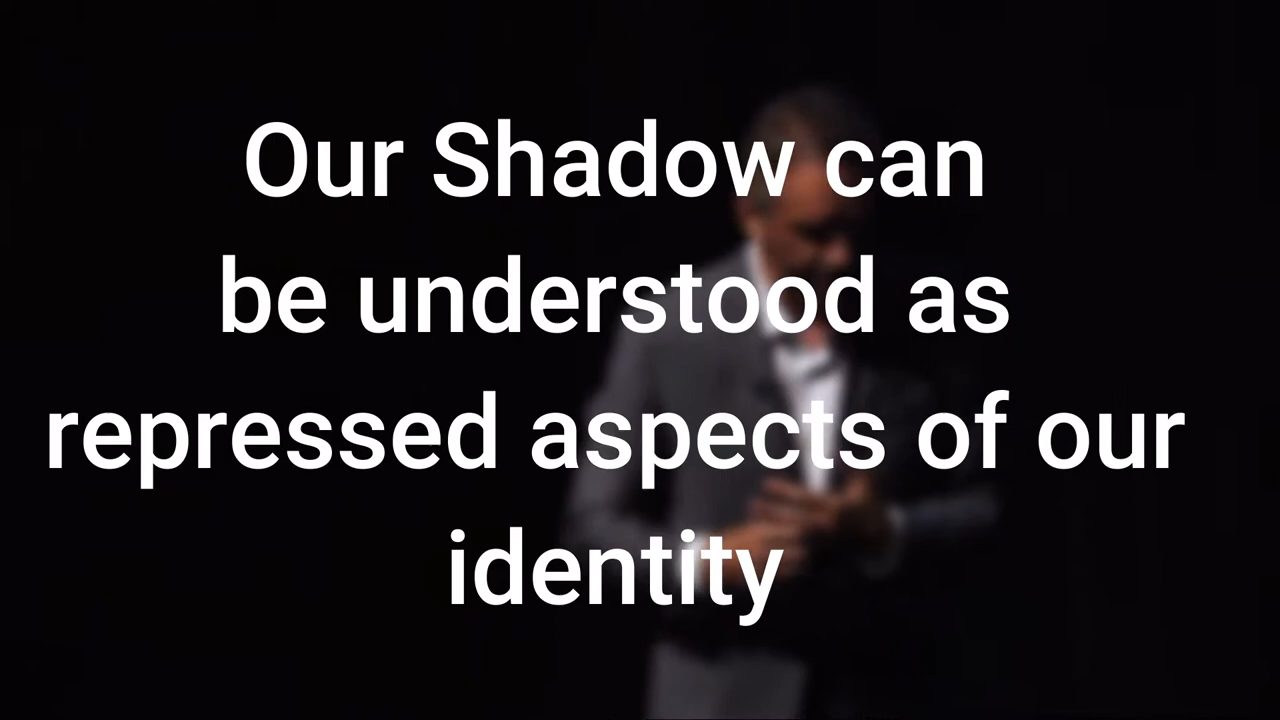 Our Shadow can
be understood as
repressed aspects of our
identity